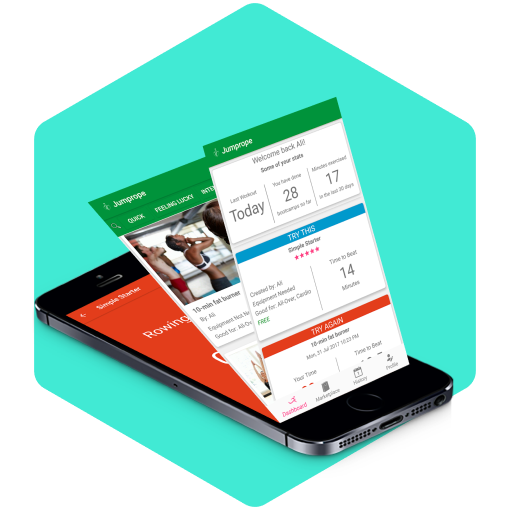 Jumprope
Welcome back Ali!
Some of your stats
Last Workout
Today
You have done
28
bootcamps so far
Minutes exercised
17
in the last 30 days
TRY THIS
Simple Starter
★★★★★
Created by: Ali
Equipment Needed
Good for: All-Over, Cardio
FREE
Time to Beat
14
Minutes
TRY AGAIN
10-min fat burner
Mon, 31 Jul 2017 10:23 PM
Your Time
Time to Beat
Dashboard
Marketplace
History
Profile
Jumprope
QUICK
FEELING LUCKY
10-min fat burner
By: Ali
Equipment Not
Good for: All-Ov
Simple Starter
Rowing